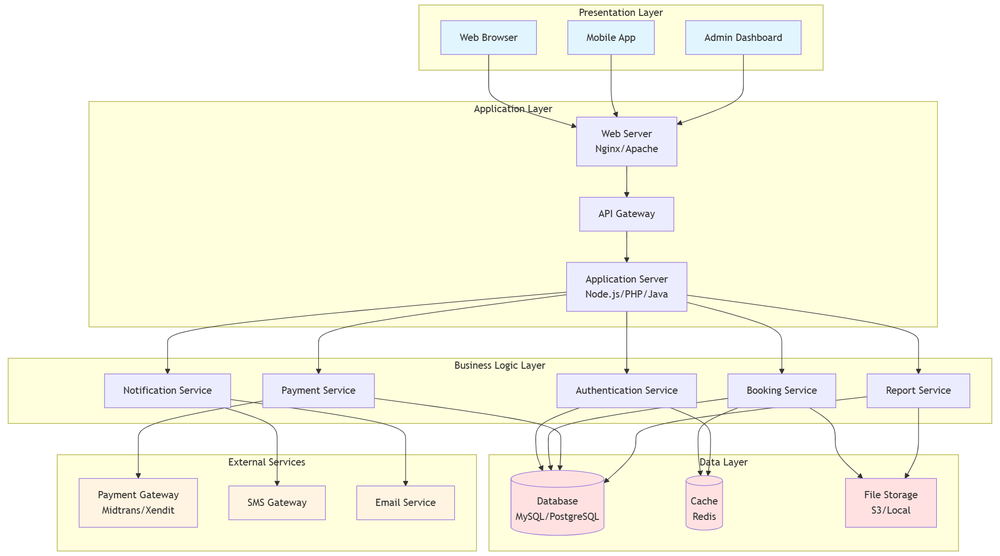 Presentation Layer
Web Browser
Mobile App
Admin Dashboard
Application Layer
Web Server
Nginx/Apache
API Gateway
Application Server
Node.js/PHP/Java
Business Logic Layer
Notification Service
Payment Service
Authentication Service
Booking Service
Report Service
External Services
Payment Gateway
Midtrans/Xendit
SMS Gateway
Email Service
Data Layer
Database
MySQL/PostgreSQL
Cache
Redis
File Storage
S3/Local